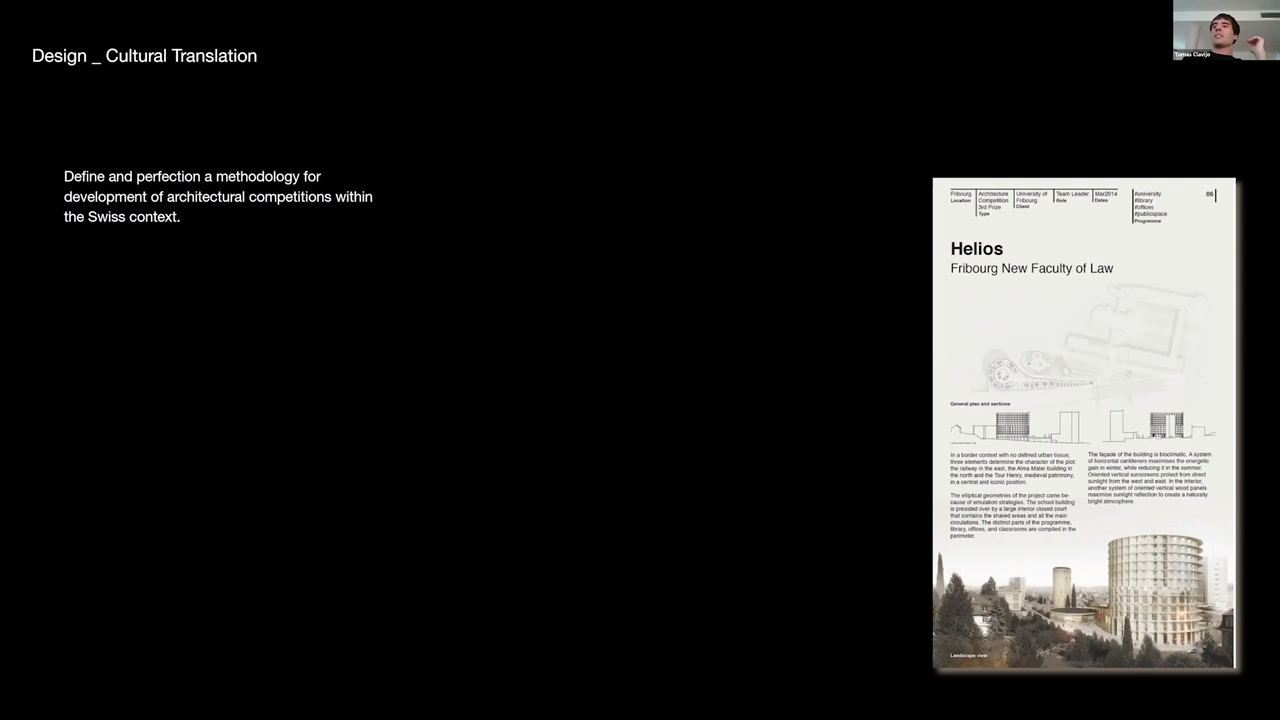 Design _ Cultural Translation
Tomas Clavijo
Define and perfection a methodology for
development of architectural competitions within
the Swiss context.
Fribourg
Location
Architecture
Competition
3rd Prize
Type
University of
Fribourg
Client
Team Leader
Role
Mar2014
Dates
#university
#library
#offices
#publicspace
Programme
06
Helios
Fribourg New Faculty of Law
General plan and sections
In a border context with no defined urban tissue,
three elements determine the character of the plot:
the railway in the east, the Alma Mater building in
the north and the Tour Henry, medieval patrimony,
in a central and iconic position.
The elliptical geometries of the project came be-
cause of emulation strategies. The school building
is presided over by a large interior closed court
that contains the shared areas and all the main
circulations. The distinct parts of the programme,
library, offices, and classrooms are compiled in the
perimeter.
The façade of the building is bioclimatic. A system
of horizontal cantilevers maximises the energetic
gain in winter, while reducing it in the summer.
Oriented vertical sunscreens protect from direct
sunlight from the west and east. In the interior,
another system of oriented vertical wood panels
maximise sunlight reflection to create a naturally
bright atmosphere.
Landscape view